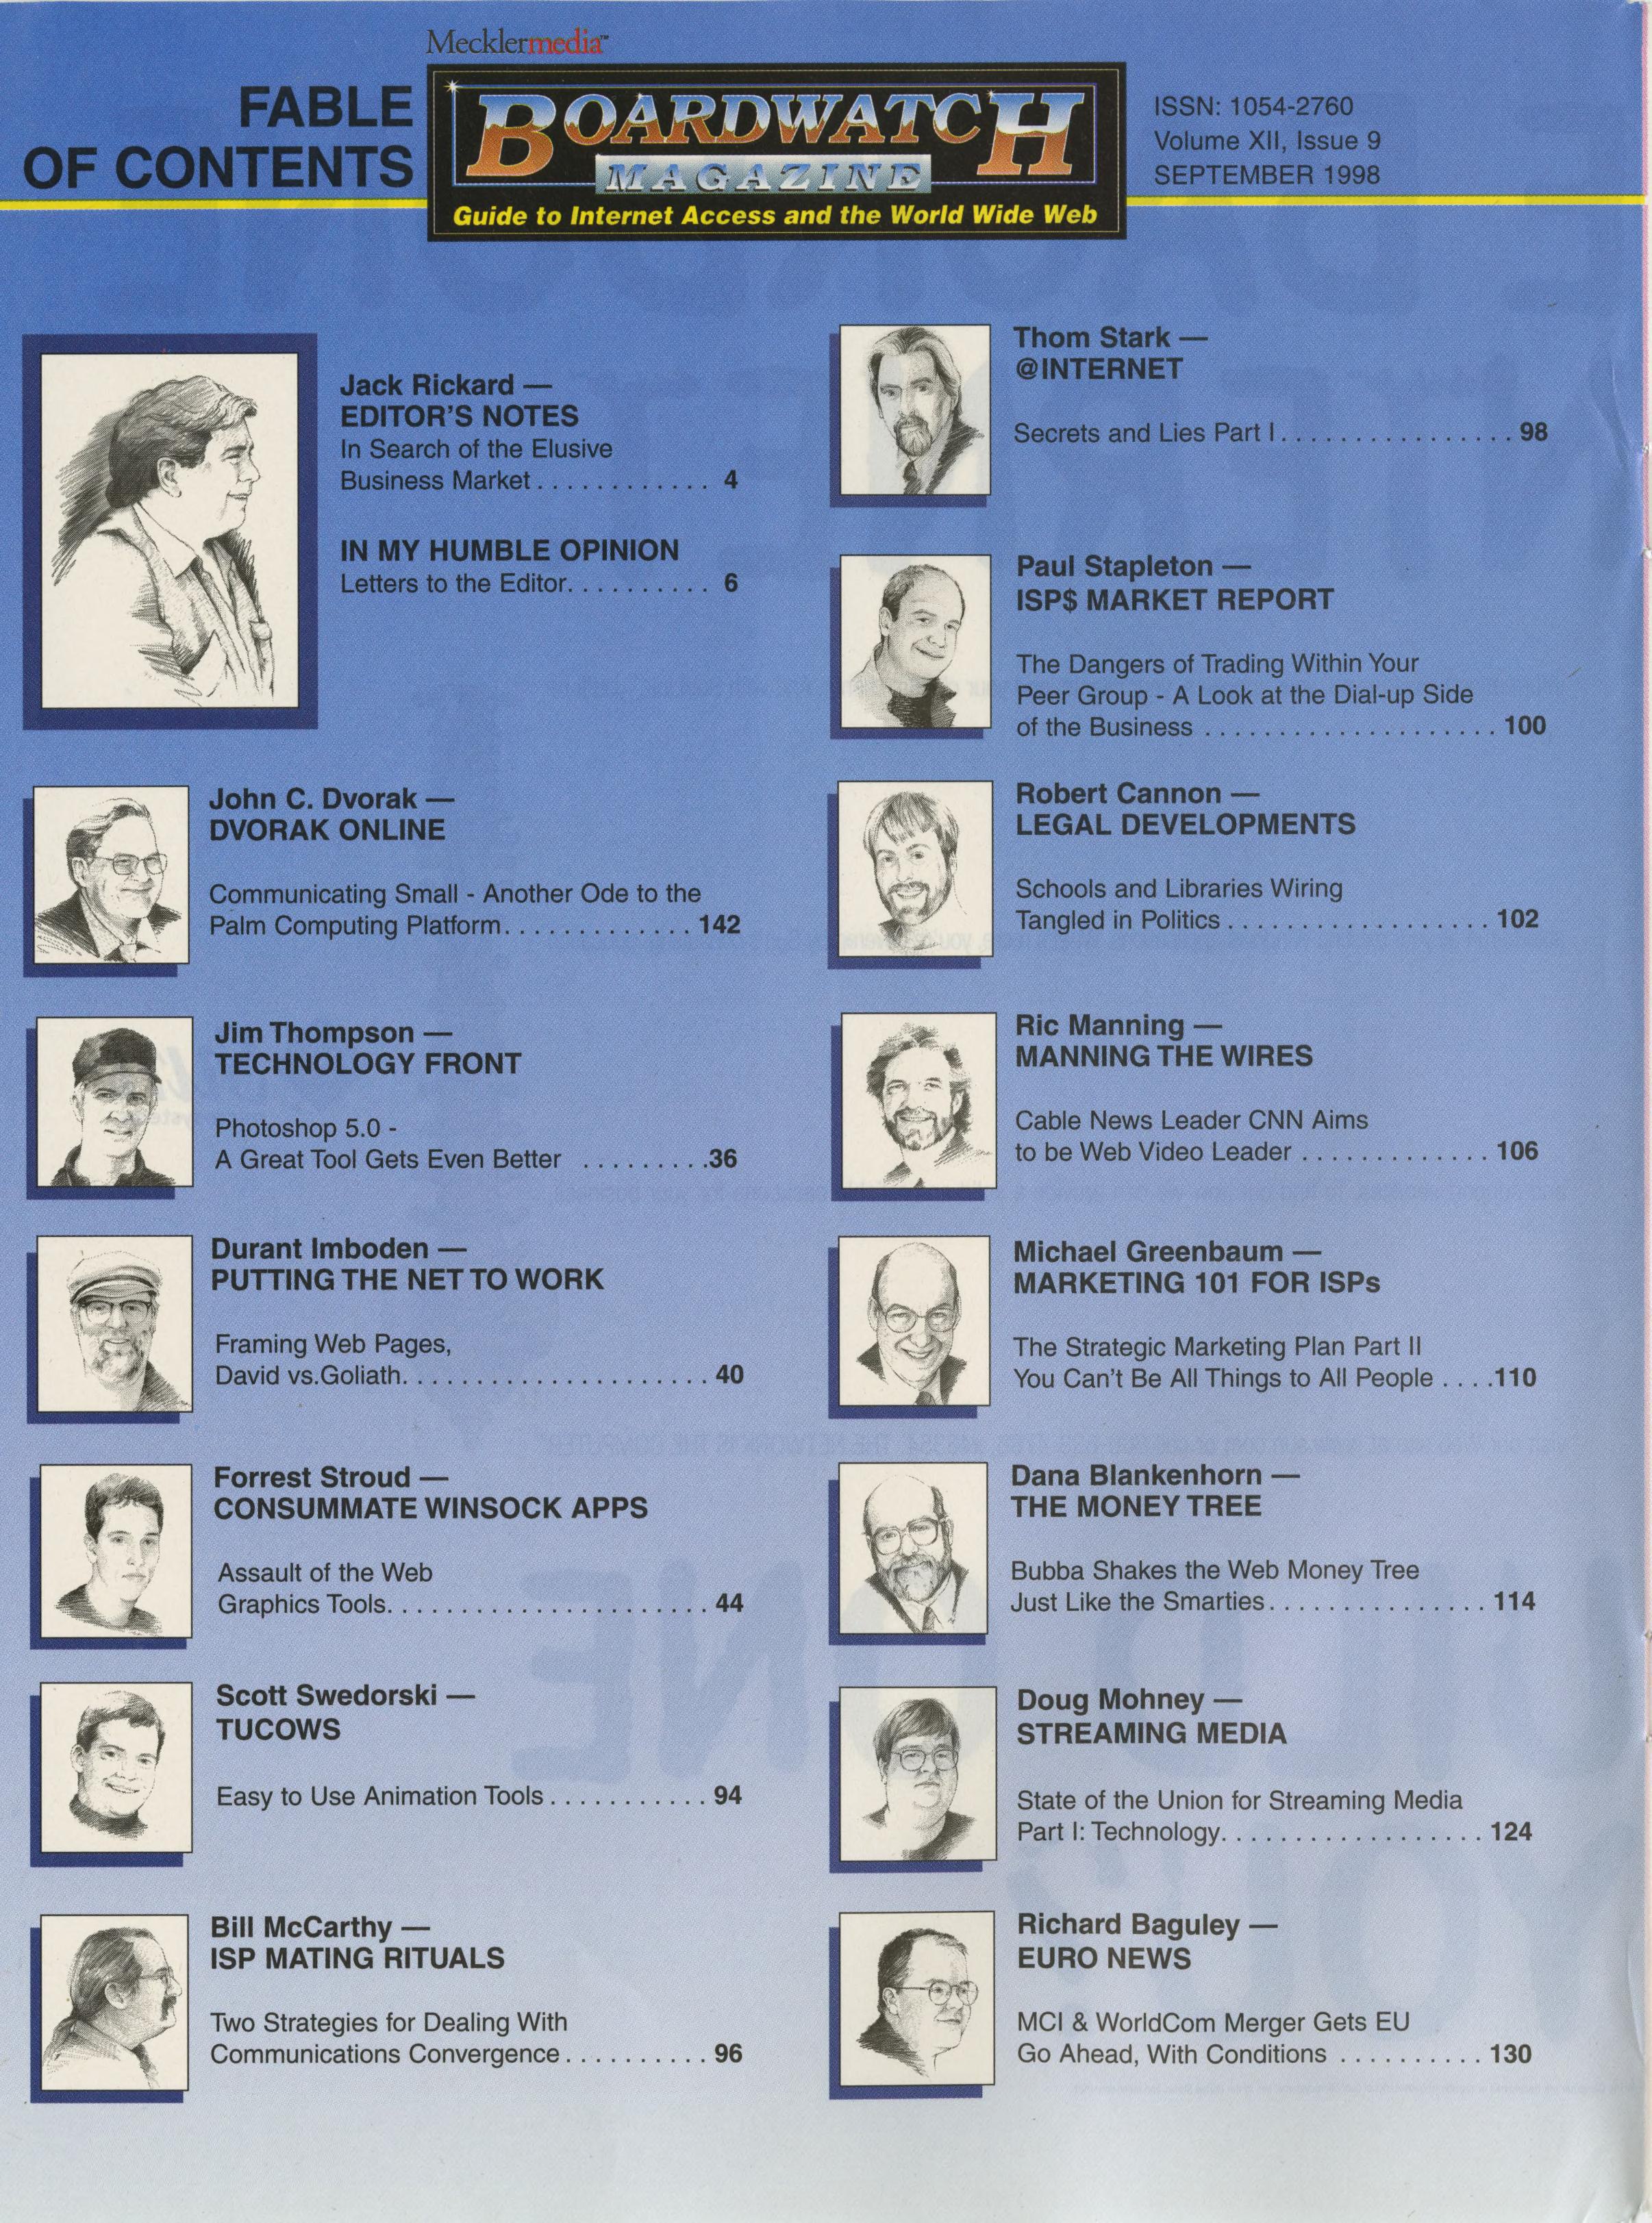 Mecklermedia™
FABLE
OF CONTENTS
BOARDWATCH
MAGAZINE
Guide to Internet Access and the World Wide Web
ISSN: 1054-2760
Volume XII, Issue 9
SEPTEMBER 1998
Jack Rickard —
EDITOR'S NOTES
In Search of the Elusive
Business Market . . . . . . . . . . . . 4
IN MY HUMBLE OPINION
Letters to the Editor. . . . . . . . . . 6
John C. Dvorak —
DVORAK ONLINE
Communicating Small - Another Ode to the
Palm Computing Platform. . . . . . . . . . . . . 142
Jim Thompson —
TECHNOLOGY FRONT
Photoshop 5.0 -
A Great Tool Gets Even Better . . . . . . . . .36
Durant Imboden —
PUTTING THE NET TO WORK
Framing Web Pages,
David vs.Goliath. . . . . . . . . . . . . . . . . . . . . 40
Forrest Stroud —
CONSUMMATE WINSOCK APPS
Assault of the Web
Graphics Tools. . . . . . . . . . . . . . . . . . . . . . 44
Scott Swedorski —
TUCOWS
Easy to Use Animation Tools . . . . . . . . . . . 94
Bill McCarthy —
ISP MATING RITUALS
Two Strategies for Dealing With
Communications Convergence . . . . . . . . . . 96
Thom Stark —
@INTERNET
Secrets and Lies Part I . . . . . . . . . . . . . . . . 98
Paul Stapleton —
ISP$ MARKET REPORT
The Dangers of Trading Within Your
Peer Group - A Look at the Dial-up Side
of the Business . . . . . . . . . . . . . . . . . . . . 100
Robert Cannon —
LEGAL DEVELOPMENTS
Schools and Libraries Wiring
Tangled in Politics . . . . . . . . . . . . . . . . . . 102
Ric Manning —
MANNING THE WIRES
Cable News Leader CNN Aims
to be Web Video Leader . . . . . . . . . . . . . 106
Michael Greenbaum —
MARKETING 101 FOR ISPs
The Strategic Marketing Plan Part II
You Can't Be All Things to All People . . . .110
Dana Blankenhorn —
THE MONEY TREE
Bubba Shakes the Web Money Tree
Just Like the Smarties. . . . . . . . . . . . . . . 114
Doug Mohney —
STREAMING MEDIA
State of the Union for Streaming Media
Part I: Technology. . . . . . . . . . . . . . . . . . 124
Richard Baguley —
EURO NEWS
MCI & WorldCom Merger Gets EU
Go Ahead, With Conditions . . . . . . . . . . 130